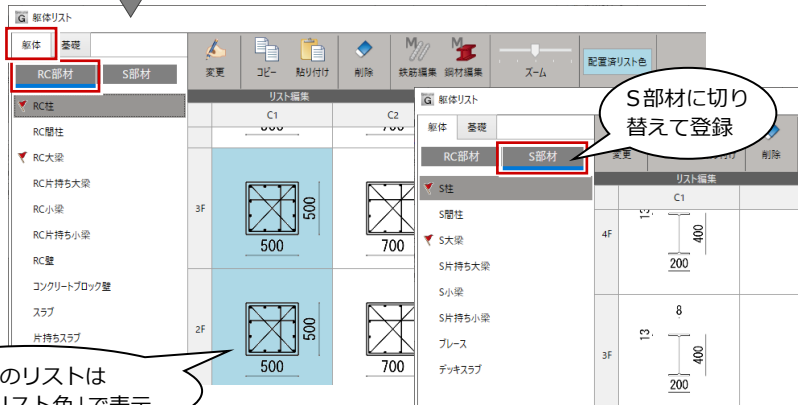 躯体リスト
躯体 基礎
RC部材 S部材
変更 コピー 貼り付け 削除 鉄筋編集 鋼材編集 ズーム 配置済リスト色
リスト編集
C1 C2
RC柱
RC間柱
RC大梁
RC片持ち大梁
RC小梁
RC片持ち小梁
RC壁
コンクリートブロック壁
スラブ
片持ちスラブ
3F
500
500
700
2F
500
500
700
のリストは
リスト色」で表示
躯体リスト
躯体 基礎
RC部材 S部材
変更
削除
リスト編集
C1
S柱
S間柱
S大梁
S片持ち大梁
S小梁
S片持ち小梁
ブレース
デッキスラブ
4F
13
400
200
3F
8
13
400
200
S部材に切り
替えて登録